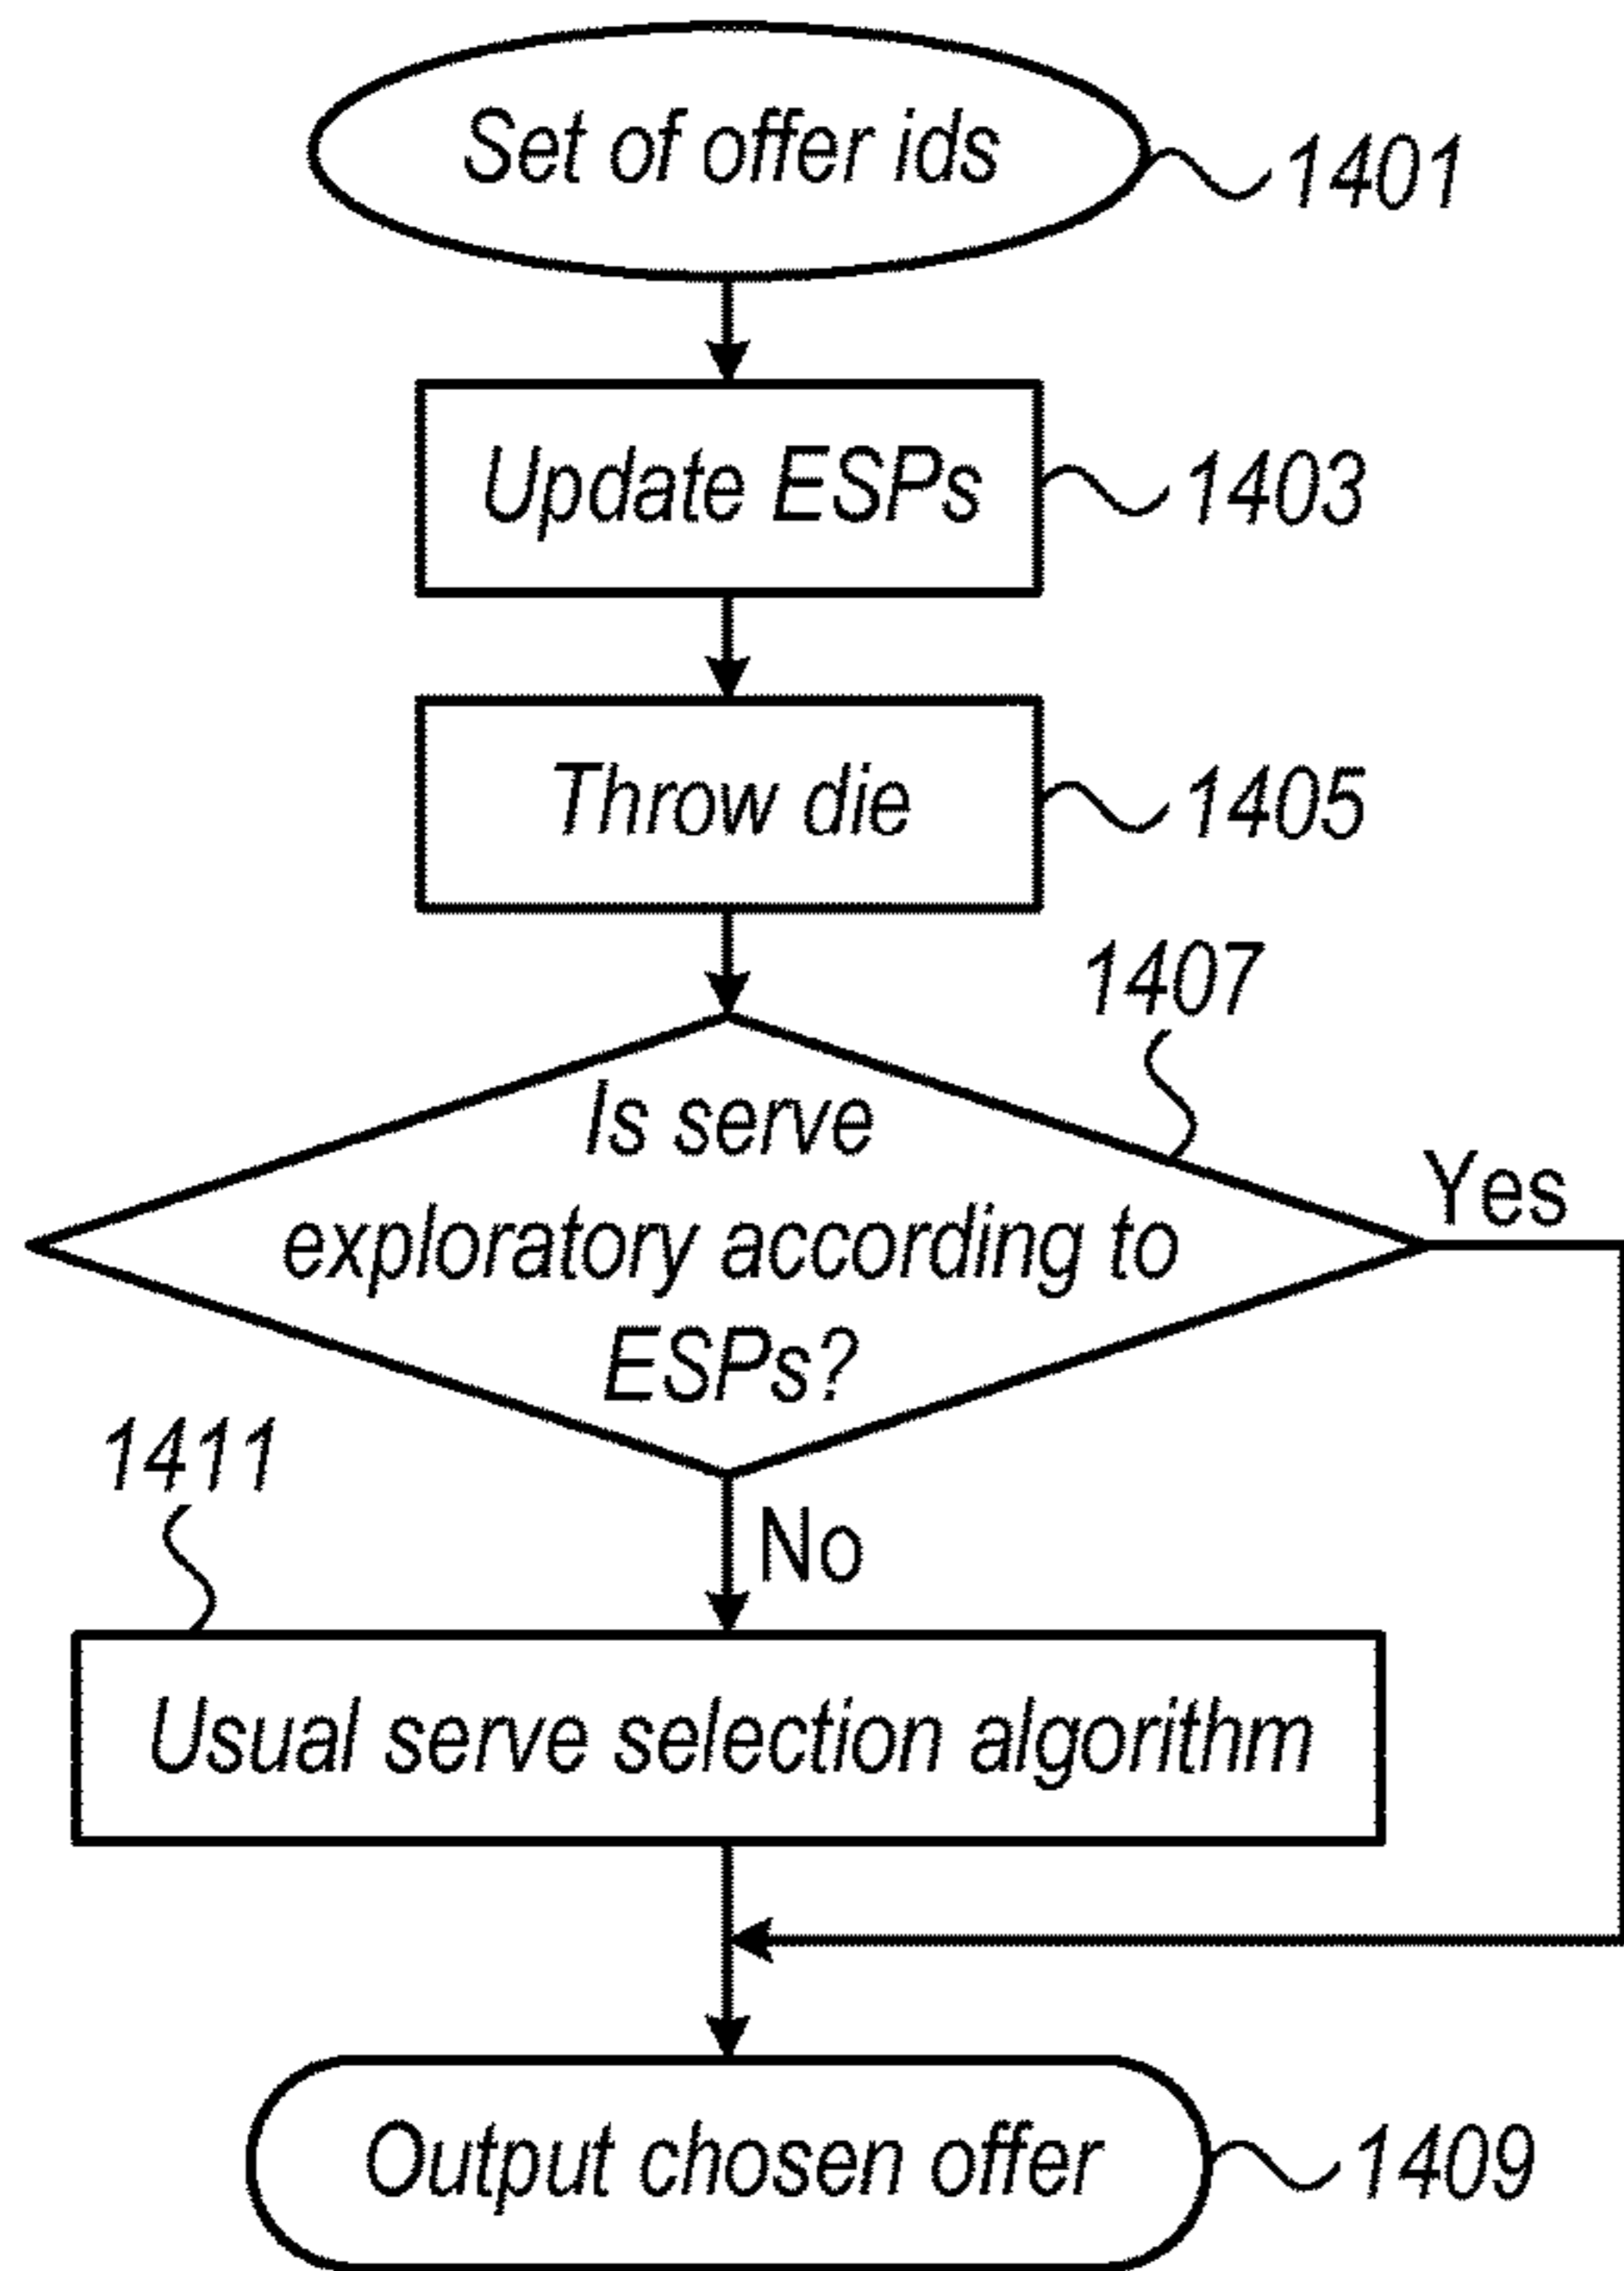 Set of offer ids
1401
Update ESPs
1403
Throw die
1405
1407
Is serve
exploratory according to
ESPs?
Yes
No
1411
Usual serve selection algorithm
Output chosen offer
1409